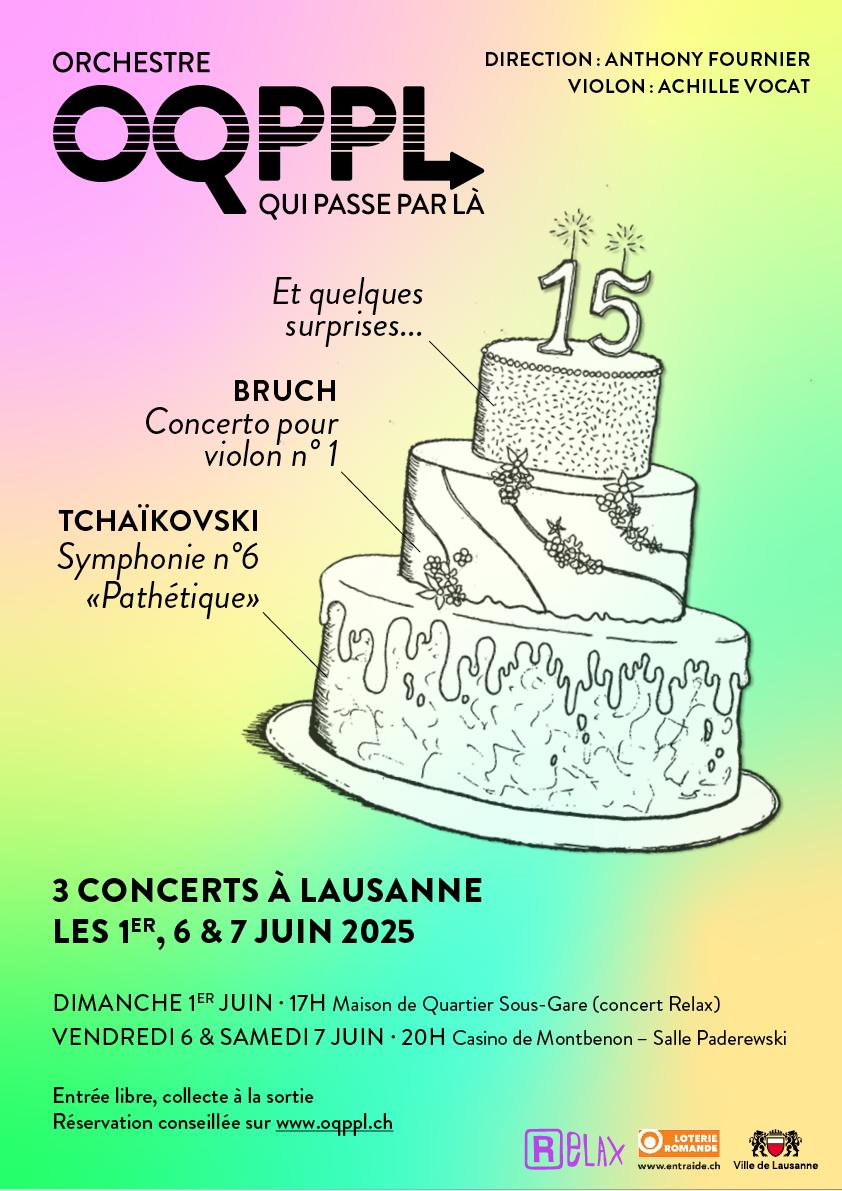 ORCHESTRE
OQPPL
QUI PASSE PAR LÀ
DIRECTION : ANTHONY FOURNIER
VIOLON : ACHILLE VOCAT
15
Et quelques
surprises...
BRUCH
Concerto pour
violon n° 1
TCHAÏKOVSKI
Symphonie n°6
«Pathétique»
3 CONCERTS À LAUSANNE
LES 1ER, 6 & 7 JUIN 2025
DIMANCHE 1ER JUIN · 17H Maison de Quartier Sous-Gare (concert Relax)
VENDREDI 6 & SAMEDI 7 JUIN · 20H Casino de Montbenon – Salle Paderewski
Entrée libre, collecte à la sortie
Réservation conseillée sur www.oqppl.ch
RELAX
LOTERIE
ROMANDE
www.entraide.ch
Ville de Lausanne